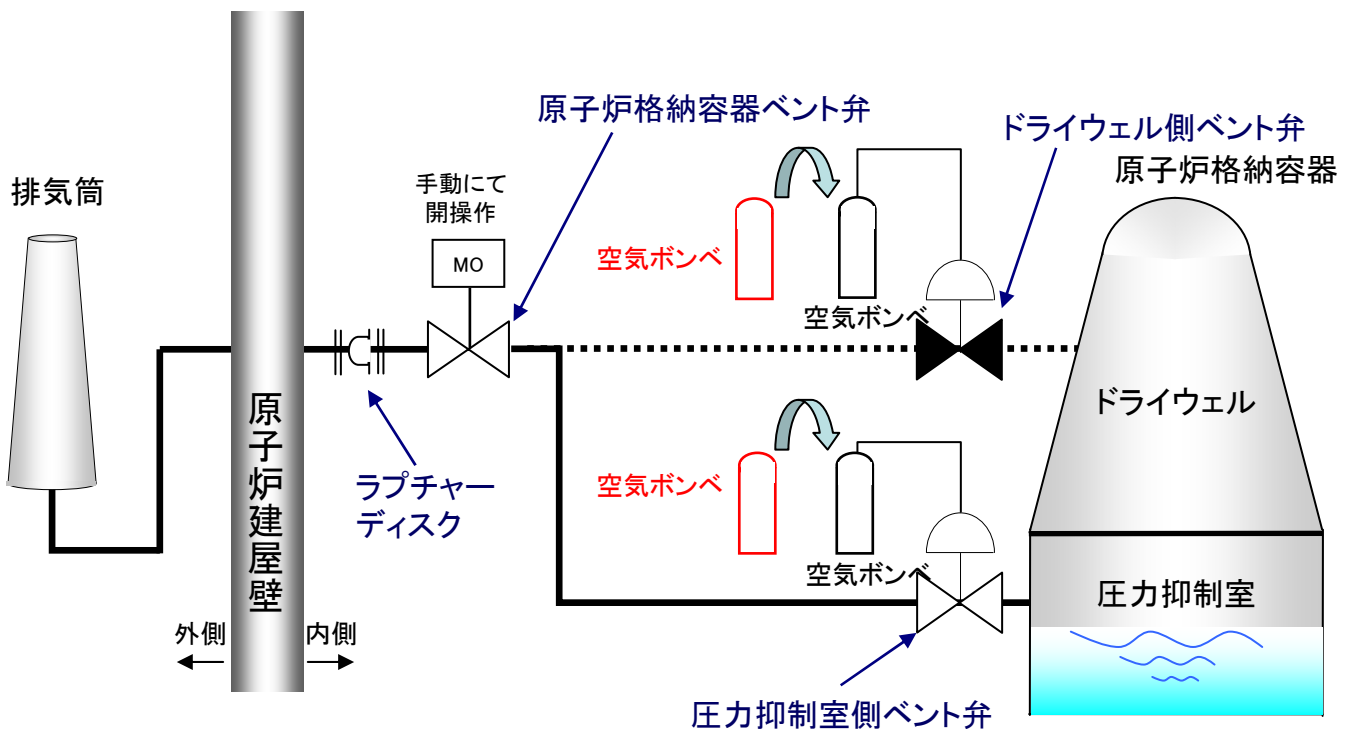 原子炉格納容器ベント弁
ドライウェル側ベント弁
原子炉格納容器
排気筒
手動にて
開操作
MO
空気ボンベ
空気ボンベ
ドライウェル
原子炉建屋壁
ラプチャー
ディスク
空気ボンベ
空気ボンベ
圧力抑制室
外側
内側
圧力抑制室側ベント弁